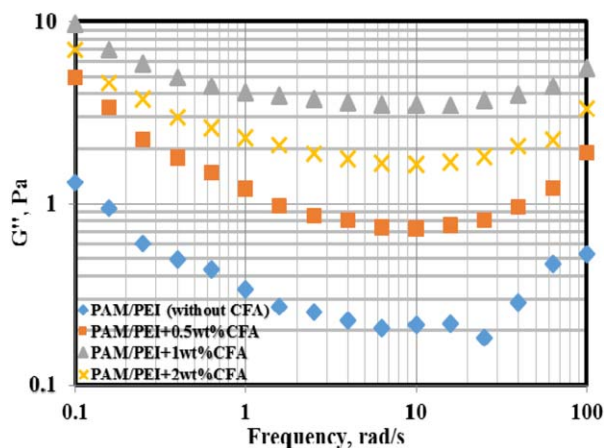 10
1
0.1
G'', Pa
PAM/PEI (without CFA)
PAM/PEI+0.5wt%CFA
PAM/PEI+1wt%CFA
PAM/PEI+2wt%CFA
0.1 1 10 100
Frequency, rad/s